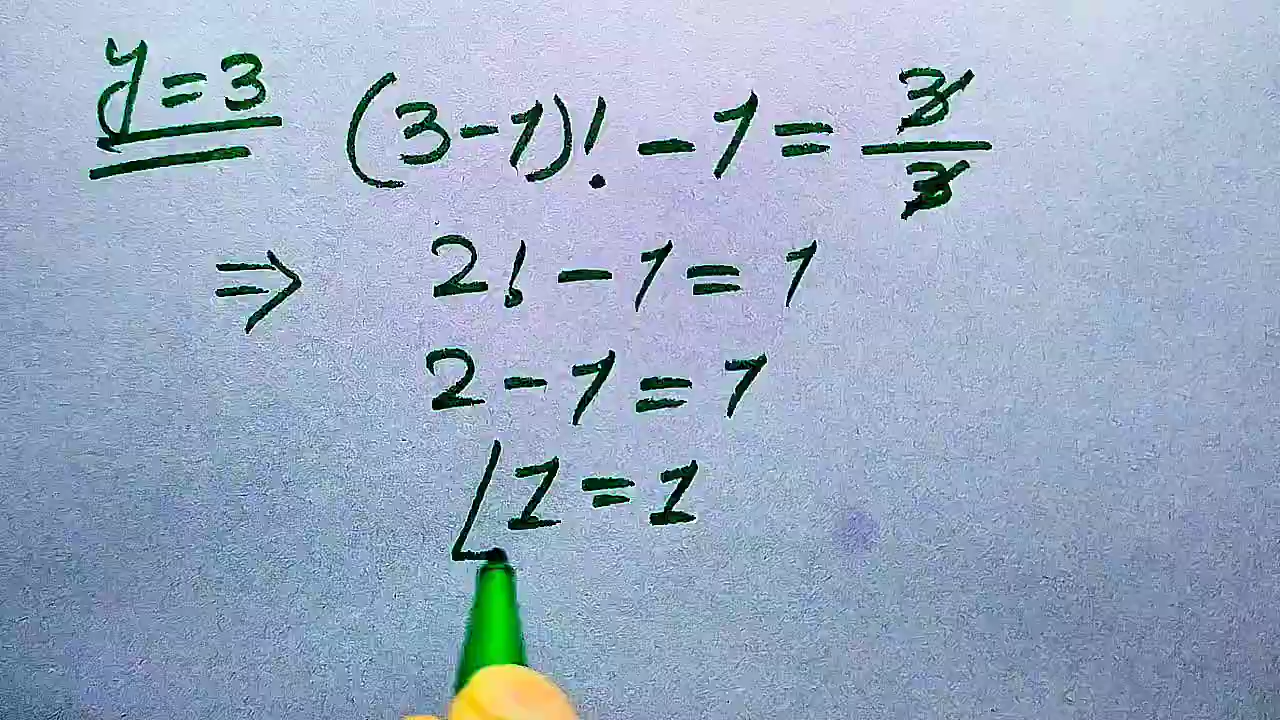 y = 3 (3-1)! - 1 = 3/3
⇒ 2! - 1 = 1
2 - 1 = 1
1 = 1